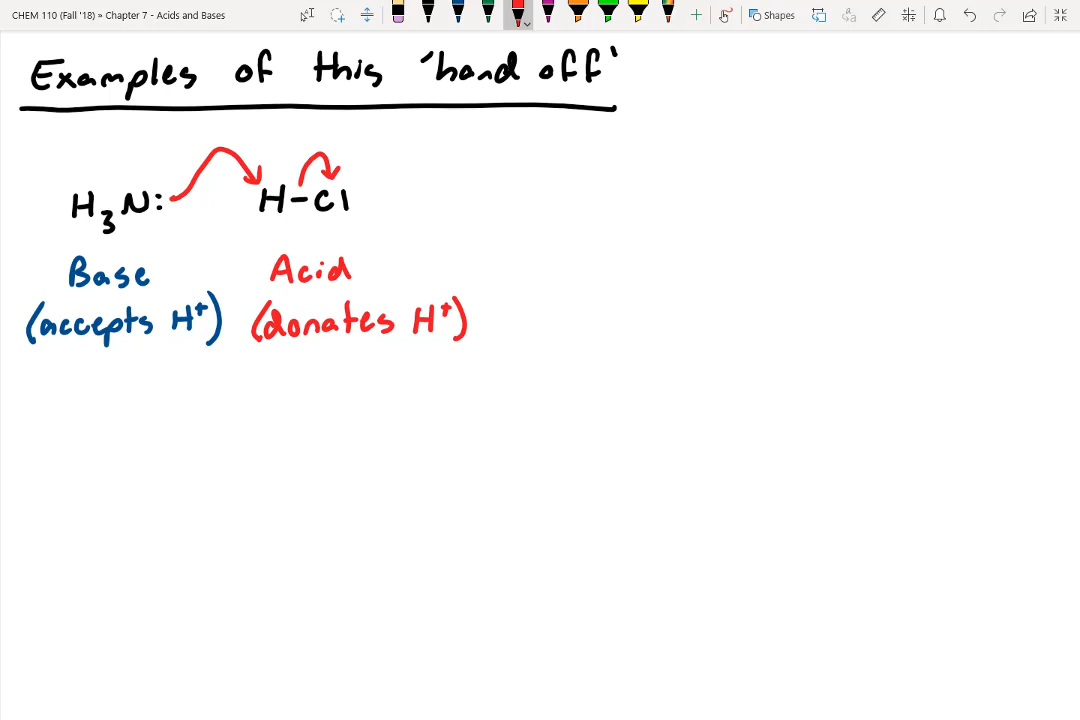 CHEM 110 (Fall '18) » Chapter 7 - Acids and Bases
Shapes
Examples of this 'hand off'
H₃N: H-Cl
Base Acid
(accepts H⁺) (donates H⁺)